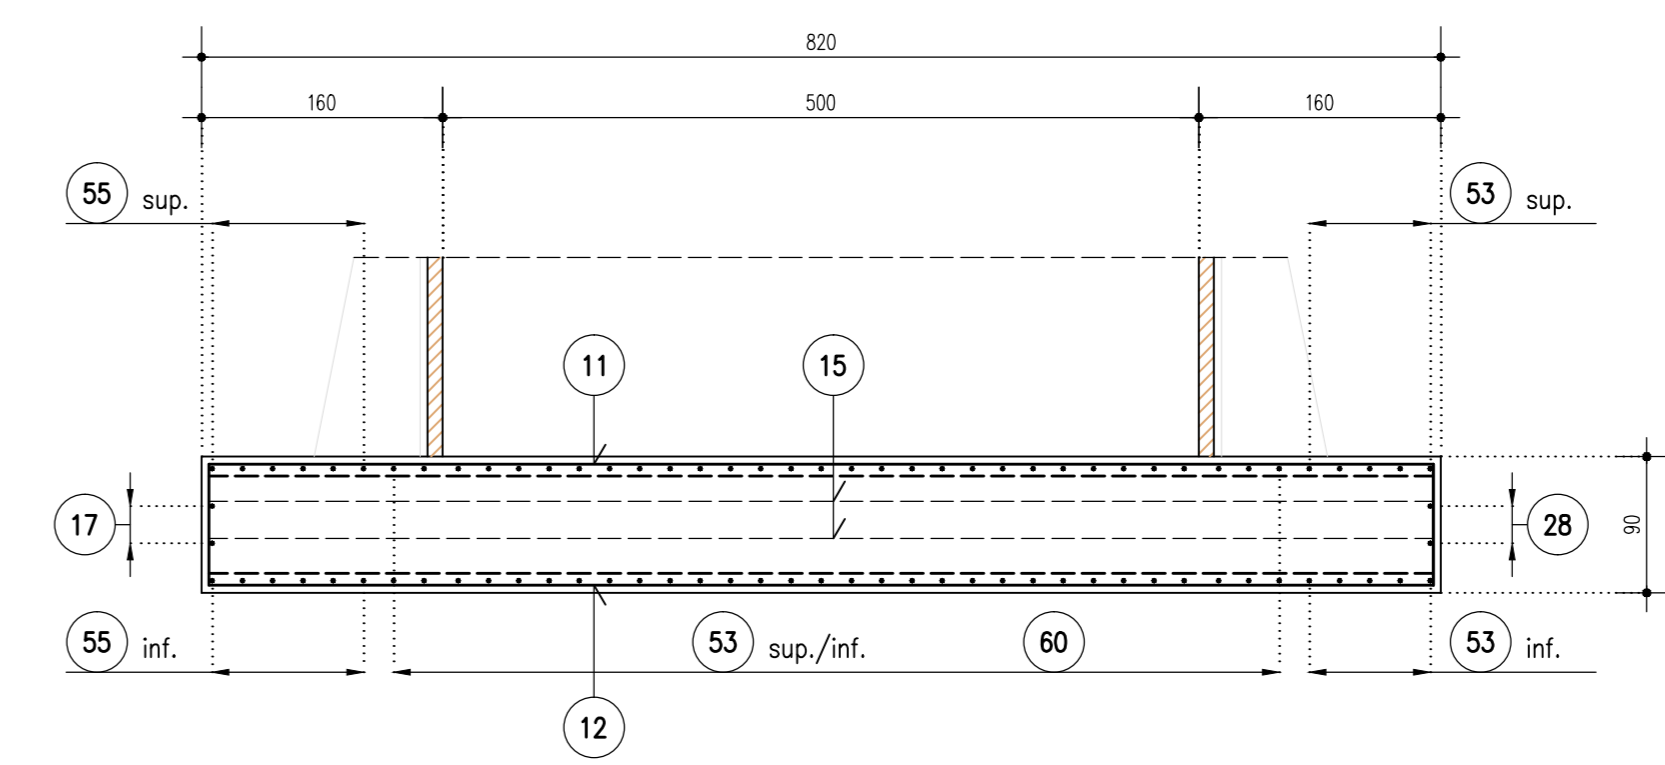 820
160 500 160
55 sup. 53 sup.
11 15
17 28 90
55 inf. 53 sup./inf. 60 53 inf.
12